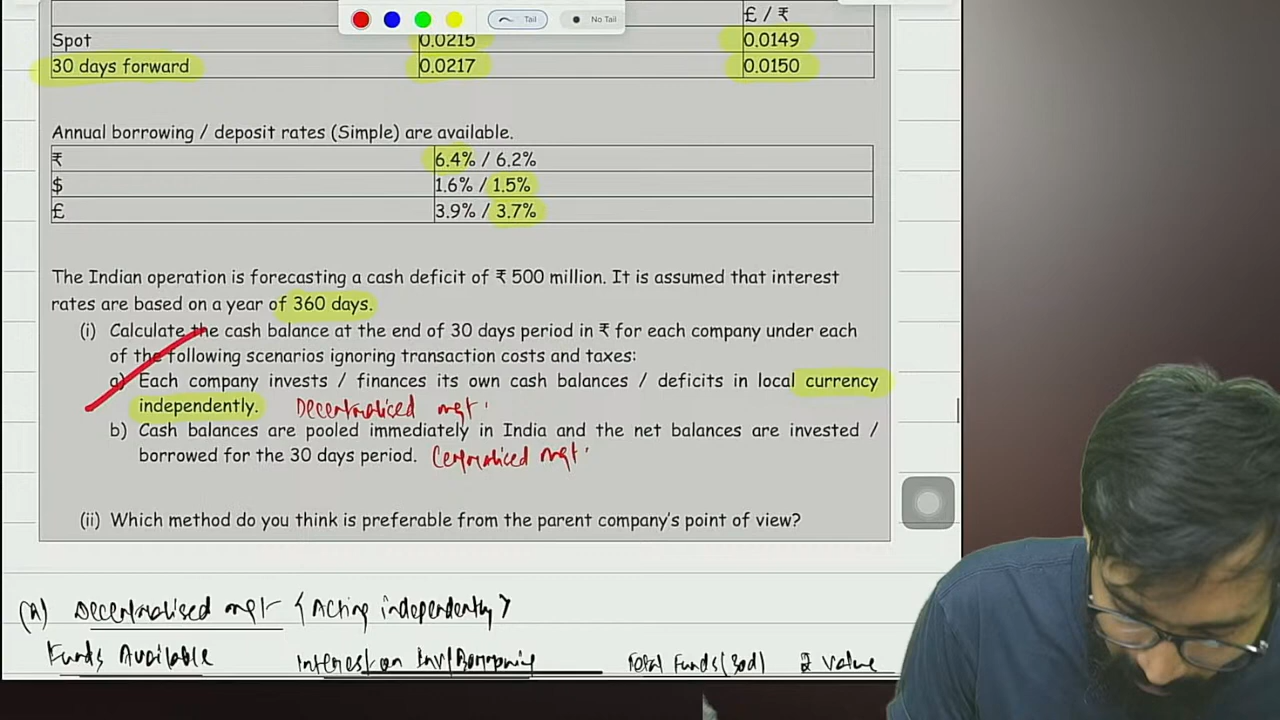 Tail
No Tail
£ / ₹
Spot 0.0215 0.0149
30 days forward 0.0217 0.0150
Annual borrowing / deposit rates (Simple) are available.
₹ 6.4% / 6.2%
$ 1.6% / 1.5%
£ 3.9% / 3.7%
The Indian operation is forecasting a cash deficit of ₹ 500 million. It is assumed that interest
rates are based on a year of 360 days.
(i) Calculate the cash balance at the end of 30 days period in ₹ for each company under each
of the following scenarios ignoring transaction costs and taxes:
a) Each company invests / finances its own cash balances / deficits in local currency
independently. Decentralised mgt.
b) Cash balances are pooled immediately in India and the net balances are invested /
borrowed for the 30 days period. Centralised mgt.
(ii) Which method do you think is preferable from the parent company's point of view?
(A) Decentralised mgt {Acting independently}
Funds Available Interest on Inv/Borrowing Total Funds (30d) ₹ Value